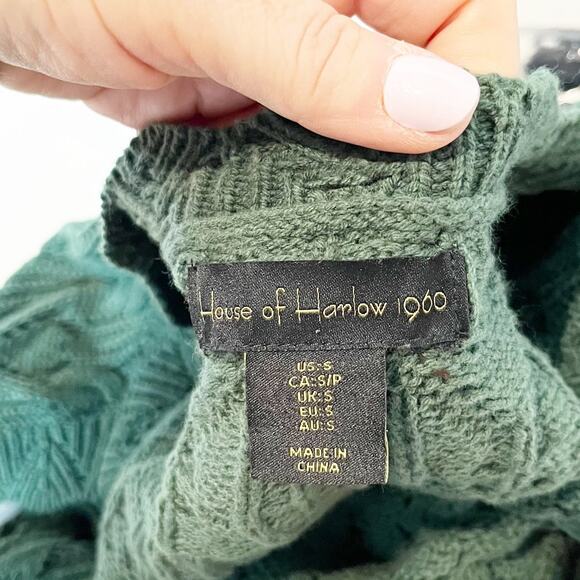 House of Harlow 1960
US:S
CA:S/P
UK:S
EU:S
AU:S
MADE IN
CHINA